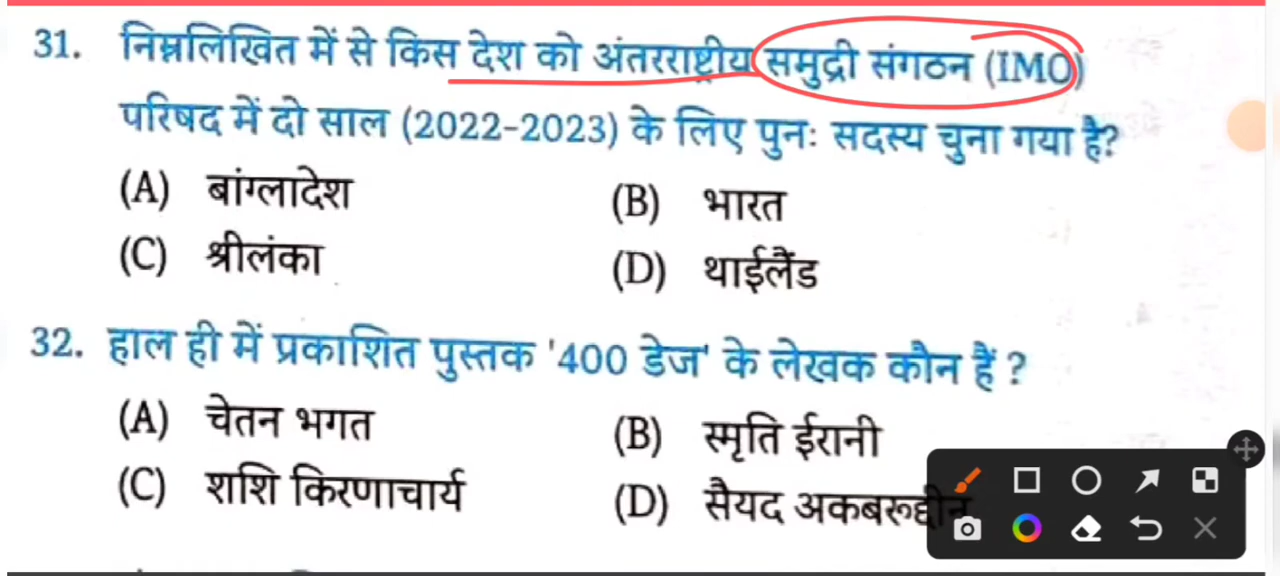 31. निम्नलिखित में से किस देश को अंतरराष्ट्रीय समुद्री संगठन (IMO)
परिषद में दो साल (2022-2023) के लिए पुनः सदस्य चुना गया है?
(A) बांग्लादेश (B) भारत
(C) श्रीलंका (D) थाईलैंड
32. हाल ही में प्रकाशित पुस्तक '400 डेज' के लेखक कौन हैं ?
(A) चेतन भगत (B) स्मृति ईरानी
(C) शशि किरणाचार्य (D) सैयद अकबरूद्दीन